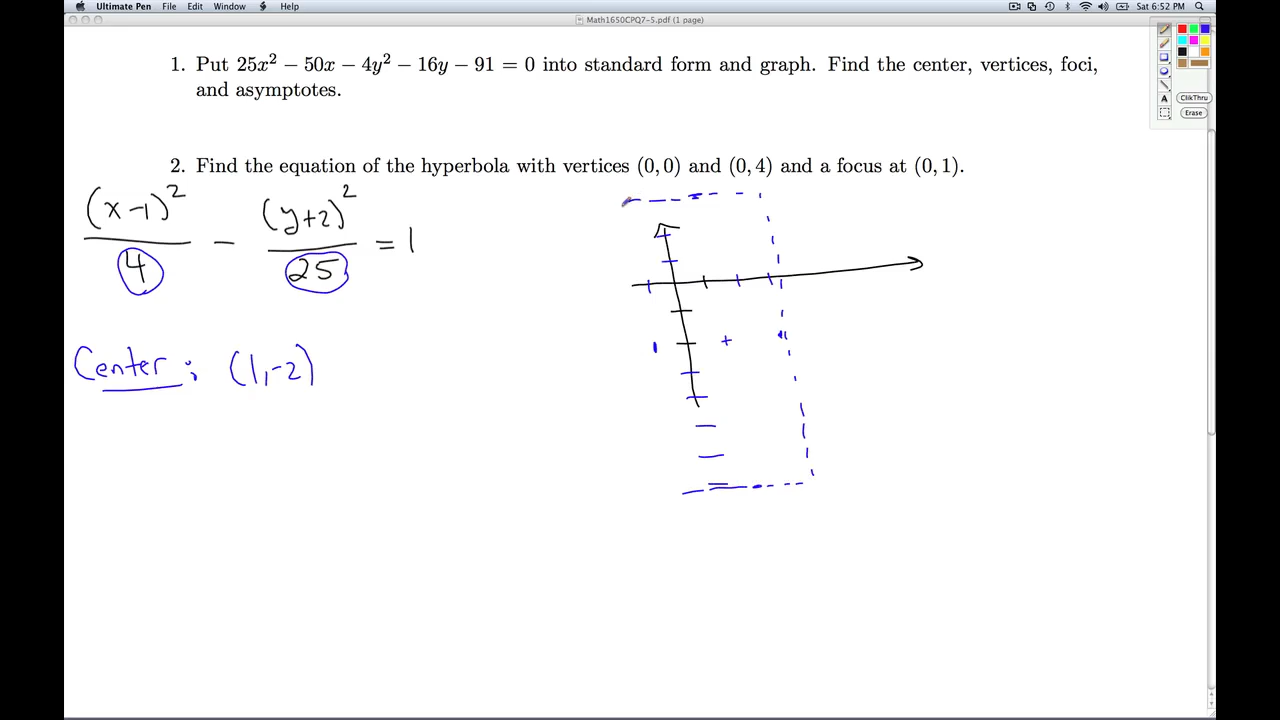 Ultimate Pen File Edit Window Help Sat 6:52 PM
Math1650CPQ7-5.pdf (1 page)
1. Put 25x² − 50x − 4y² − 16y − 91 = 0 into standard form and graph. Find the center, vertices, foci,
and asymptotes.
2. Find the equation of the hyperbola with vertices (0, 0) and (0, 4) and a focus at (0, 1).
(x−1)²/4 − (y+2)²/25 = 1
Center: (1,-2)
A
ClikThru
Erase